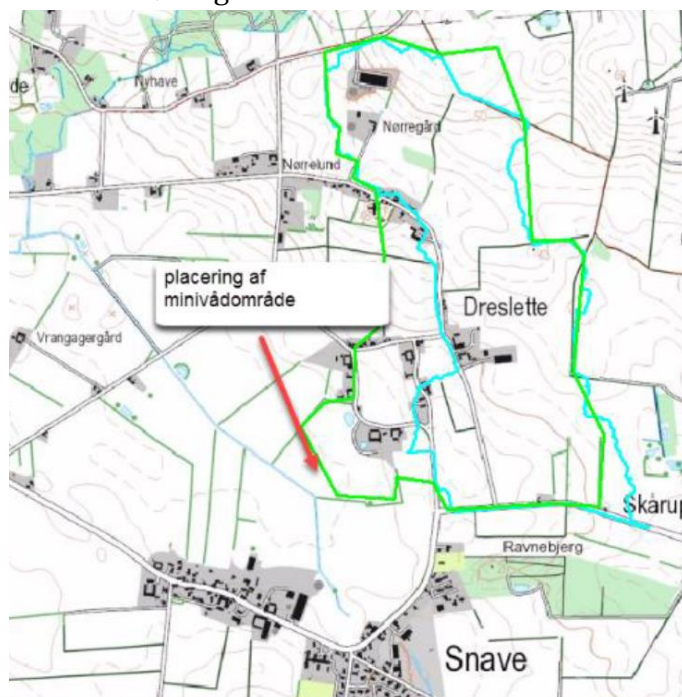 Nyhave
de
Nørregård
Nørrelund
placering af
minivådområde
Dreslette
Vrangagergård
Skårup
Ravnebjerg
Snave